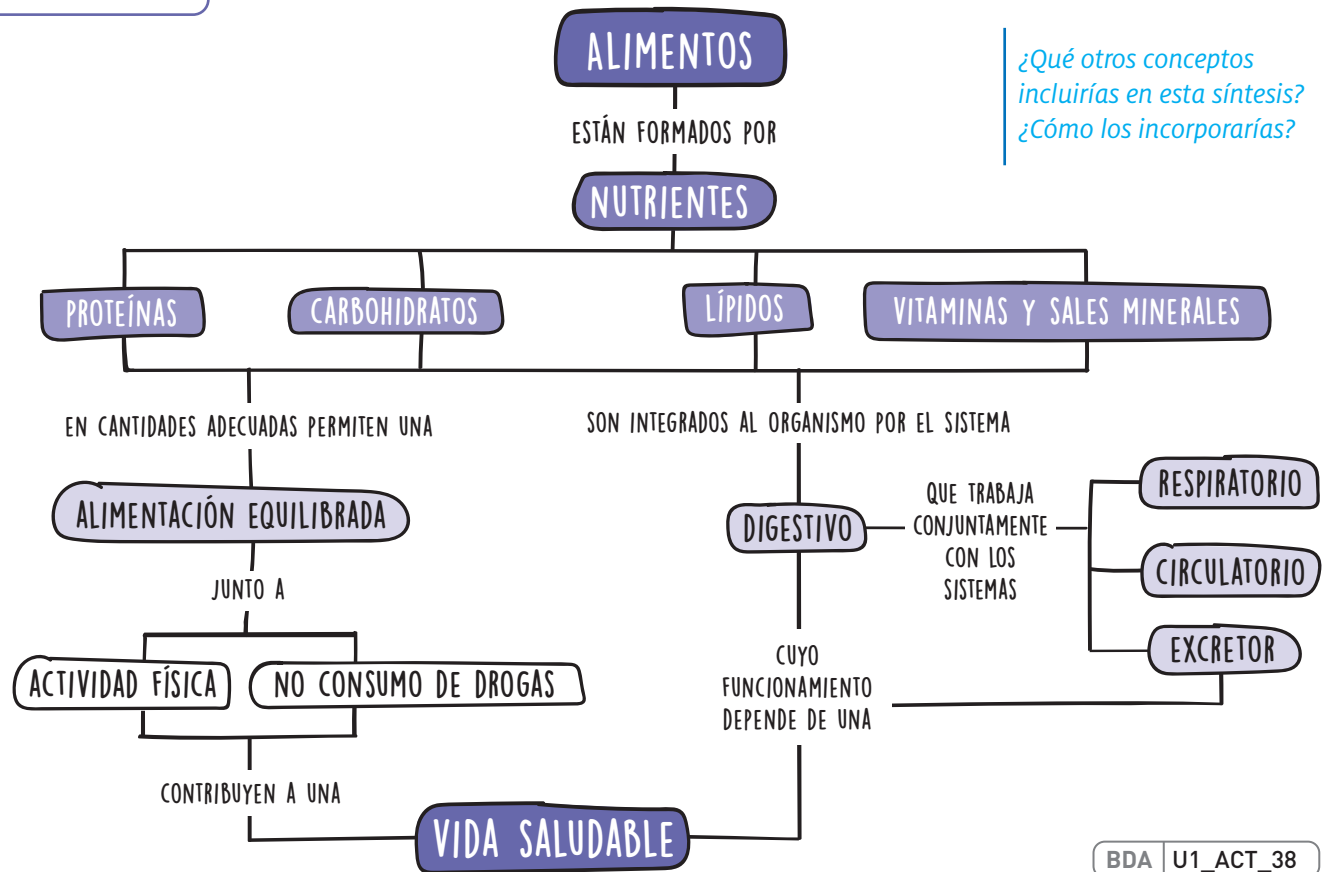 ALIMENTOS
¿Qué otros conceptos
incluirías en esta síntesis?
¿Cómo los incorporarías?
ESTÁN FORMADOS POR
NUTRIENTES
PROTEÍNAS
CARBOHIDRATOS
LÍPIDOS
VITAMINAS Y SALES MINERALES
EN CANTIDADES ADECUADAS PERMITEN UNA
ALIMENTACIÓN EQUILIBRADA
JUNTO A
ACTIVIDAD FÍSICA
NO CONSUMO DE DROGAS
CONTRIBUYEN A UNA
SON INTEGRADOS AL ORGANISMO POR EL SISTEMA
DIGESTIVO
QUE TRABAJA
CONJUNTAMENTE
CON LOS
SISTEMAS
RESPIRATORIO
CIRCULATORIO
EXCRETOR
CUYO
FUNCIONAMIENTO
DEPENDE DE UNA
VIDA SALUDABLE
BDA U1_ACT_38